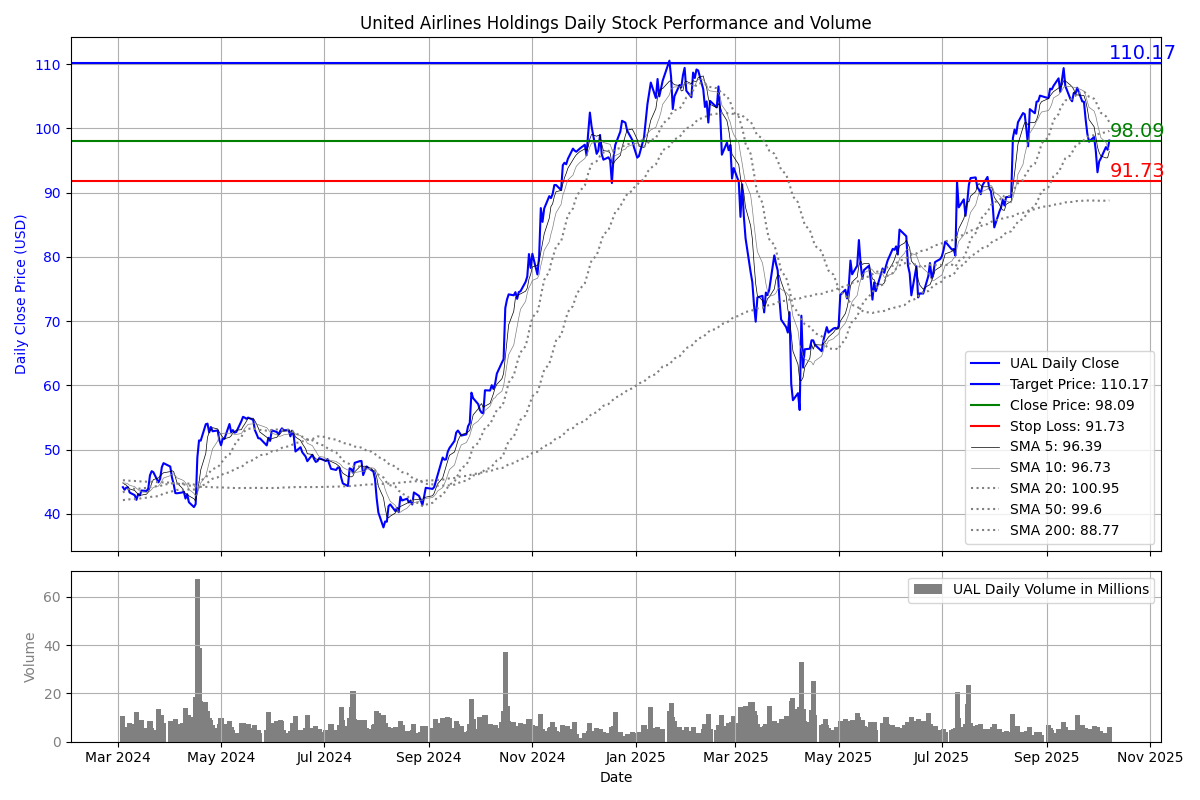 United Airlines Holdings Daily Stock Performance and Volume
110.17
98.09
91.73
Daily Close Price (USD)
110
100
90
80
70
60
50
40
UAL Daily Close
Target Price: 110.17
Close Price: 98.09
Stop Loss: 91.73
SMA 5: 96.39
SMA 10: 96.73
SMA 20: 100.95
SMA 50: 99.6
SMA 200: 88.77
UAL Daily Volume in Millions
Volume
60
40
20
0
Mar 2024 May 2024 Jul 2024 Sep 2024 Nov 2024 Jan 2025 Mar 2025 May 2025 Jul 2025 Sep 2025 Nov 2025
Date